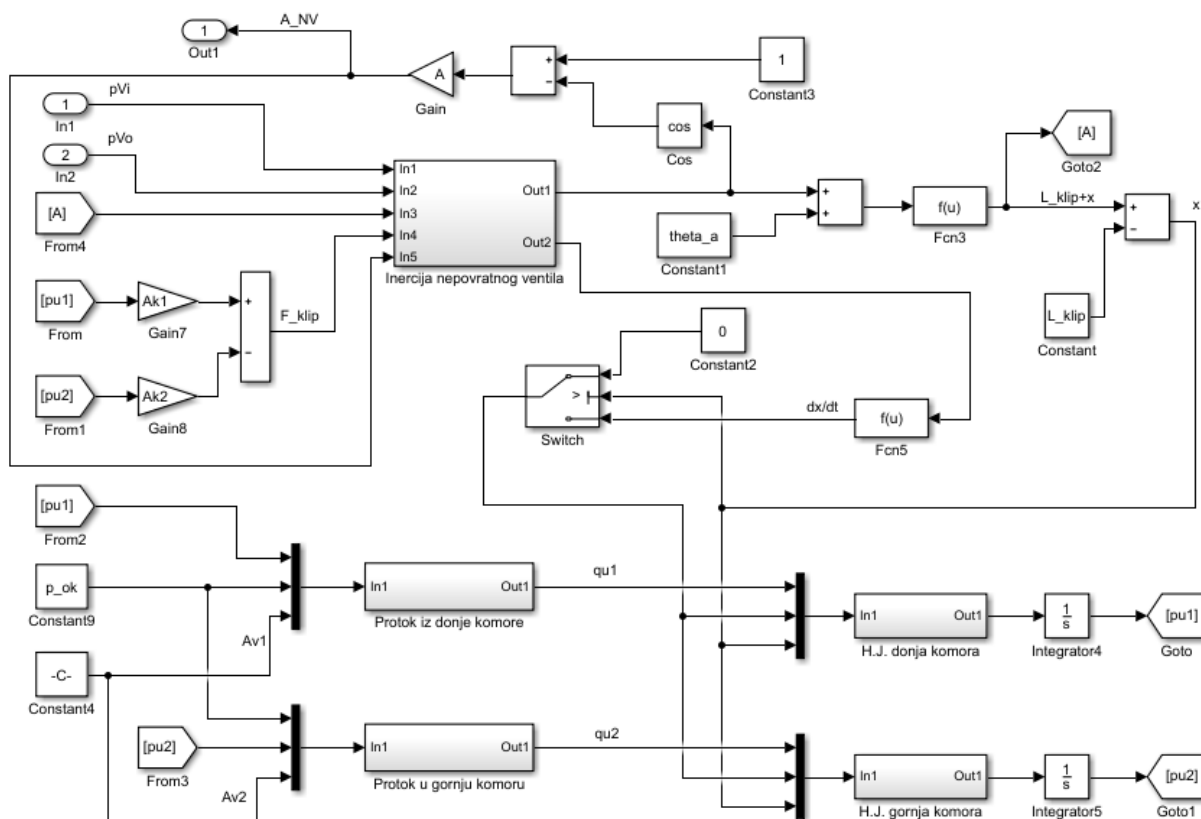 A_NV
1
Out1
A
Gain
+
−
1
Constant3
pVi
1
In1
cos
Cos
[A]
Goto2
pVo
2
In2
In1
In2
In3
In4
In5
Out1
Out2
Inercija nepovratnog ventila
[A]
From4
theta_a
Constant1
+
+
f(u)
Fcn3
L_klip+x
+
−
x
[pu1]
From
Ak1
Gain7
+
−
F_klip
L_klip
Constant
0
Constant2
[pu2]
From1
Ak2
Gain8
>
Switch
dx/dt
f(u)
Fcn5
[pu1]
From2
p_ok
Constant9
In1
Out1
Protok iz donje komore
qu1
In1
Out1
H.J. donja komora
1
s
Integrator4
[pu1]
Goto
Av1
-C-
Constant4
[pu2]
From3
In1
Out1
Protok u gornju komoru
qu2
In1
Out1
H.J. gornja komora
1
s
Integrator5
[pu2]
Goto1
Av2